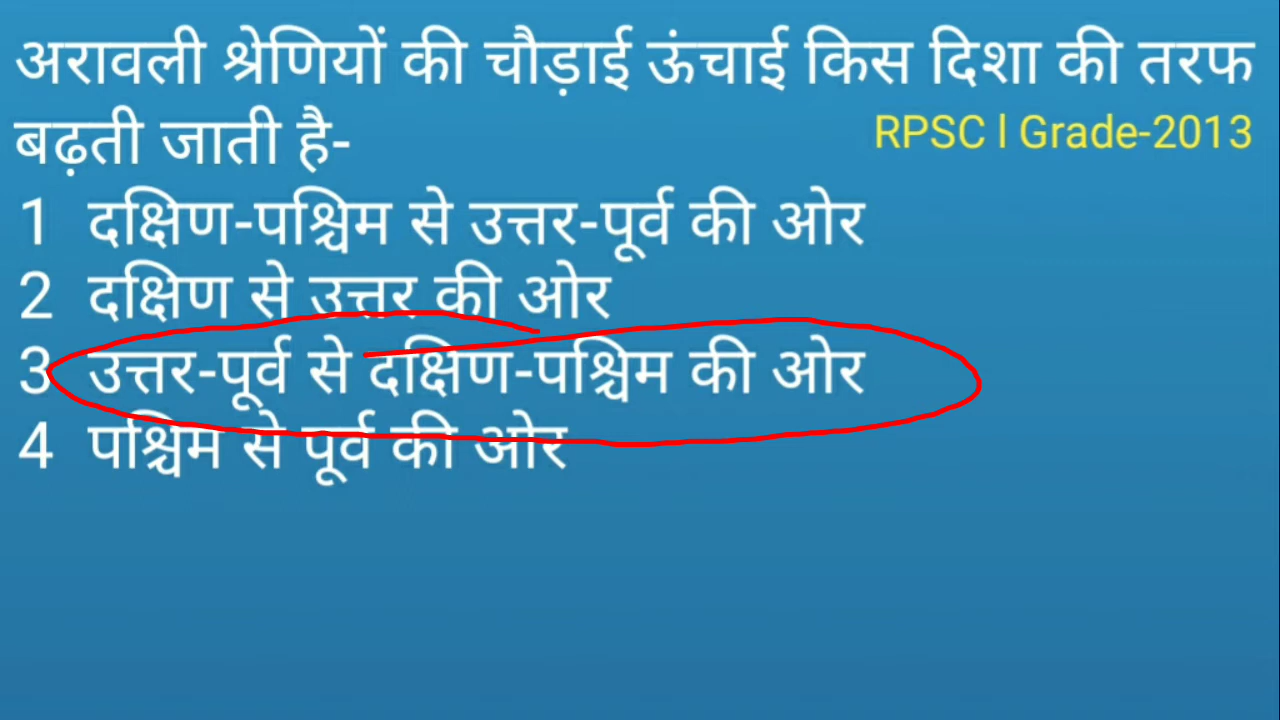 अरावली श्रेणियों की चौड़ाई ऊंचाई किस दिशा की तरफ
बढ़ती जाती है-
RPSC l Grade-2013
1 दक्षिण-पश्चिम से उत्तर-पूर्व की ओर
2 दक्षिण से उत्तर की ओर
3 उत्तर-पूर्व से दक्षिण-पश्चिम की ओर
4 पश्चिम से पूर्व की ओर